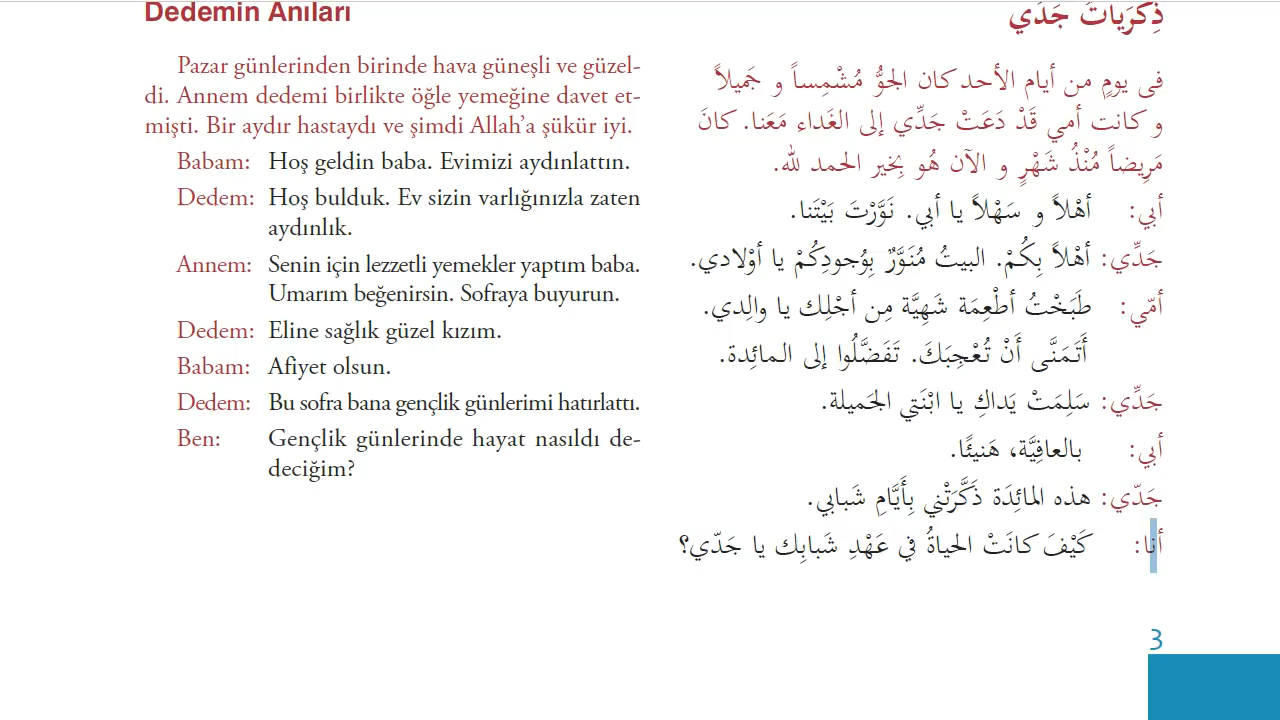 Dedemin Anıları
Pazar günlerinden birinde hava güneşli ve güzel-
di. Annem dedemi birlikte öğle yemeğine davet et-
mişti. Bir aydır hastaydı ve şimdi Allah’a şükür iyi.
Babam: Hoş geldin baba. Evimizi aydınlattın.
Dedem: Hoş bulduk. Ev sizin varlığınızla zaten
aydınlık.
Annem: Senin için lezzetli yemekler yaptım baba.
Umarım beğenirsin. Sofraya buyurun.
Dedem: Eline sağlık güzel kızım.
Babam: Afiyet olsun.
Dedem: Bu sofra bana gençlik günlerimi hatırlattı.
Ben: Gençlik günlerinde hayat nasıldı de-
deciğim?
ذِكْرَيَاتُ جَدِّي
فى يومٍ من أيام الأحد كان الجوُّ مُشْمِساً و جَميلاً
و كانت أمي قَدْ دَعَتْ جَدِّي إلى الغَداء مَعَنا. كانَ
مَرِيضاً مُنْذُ شَهْرٍ و الآن هُو بِخير الحمد لله.
أبي: أهْلاً و سَهْلاً يا أبي. نَوَّرْتَ بَيْتَنا.
جَدِّي: أهْلاً بِكُمْ. البيتُ مُنَوَّرٌ بِوُجودِكُمْ يا أوْلادي.
أمّي: طَبَخْتُ أطْعِمَة شَهِيَّة مِن أجْلِك يا والِدي.
أَتَمَنَّى أَنْ تُعْجِبَكَ. تَفَضَّلُوا إلى المائِدة.
جَدِّي: سَلِمَتْ يَداكِ يا ابْنَتي الجَميلة.
أبي: بالعافِيَّة، هَنيئًا.
جَدّي: هذه المائِدَة ذَكَّرَتْني بِأَيَّامِ شَبابي.
أنا: كَيْفَ كانَتْ الحياةُ في عَهْدِ شَبابِك يا جَدّي؟
3